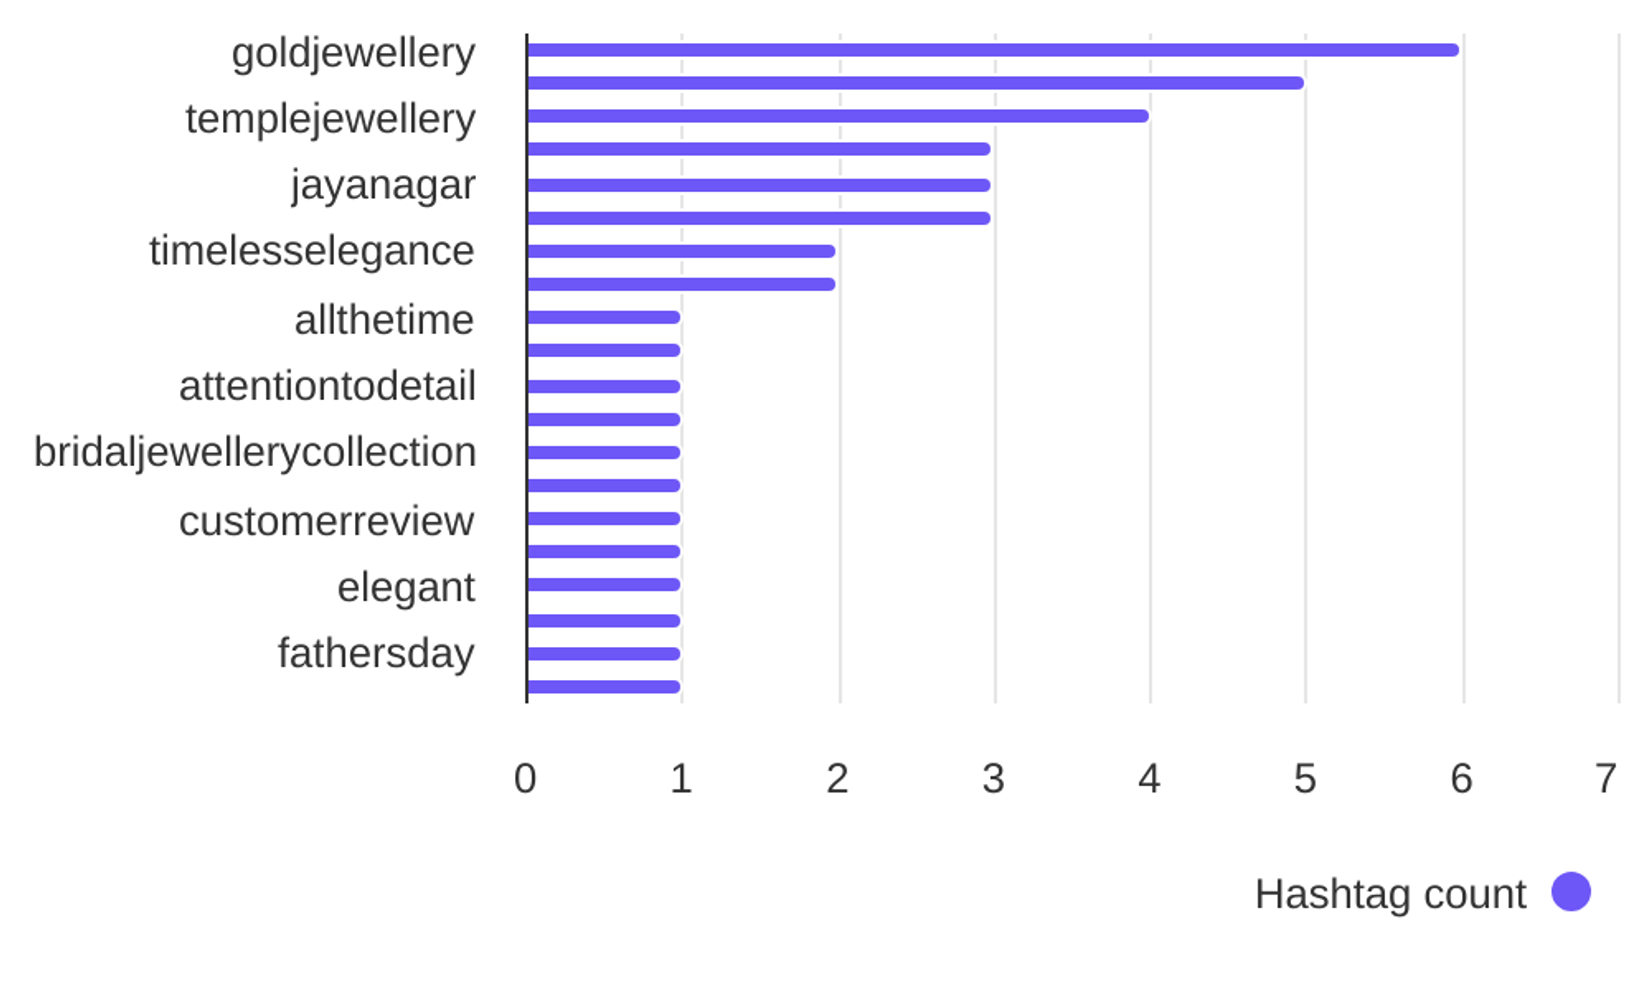 goldjewellery
templejewellery
jayanagar
timelesselegance
allthetime
attentiontodetail
bridaljewellerycollection
customerreview
elegant
fathersday
0 1 2 3 4 5 6 7
Hashtag count